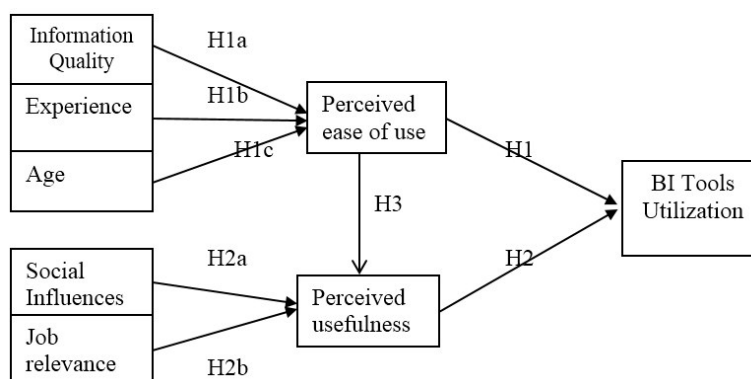 Information
Quality
Experience
Age
H1a
H1b
H1c
Perceived
ease of use
H1
H3
BI Tools
Utilization
Social
Influences
Job
relevance
H2a
H2b
Perceived
usefulness
H2